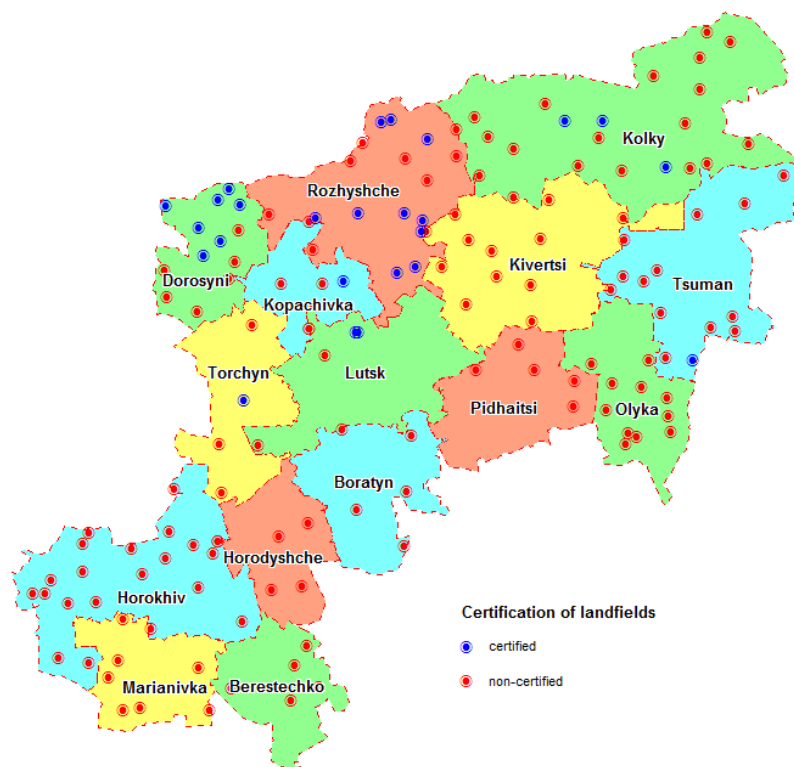 Kolky
Rozhyshche
Kivertsi
Dorosyni
Tsuman
Kopachivka
Torchyn
Lutsk
Pidhaitsi
Olyka
Boratyn
Horodyshche
Horokhiv
Certification of landfields
certified
non-certified
Marianivka
Berestechko